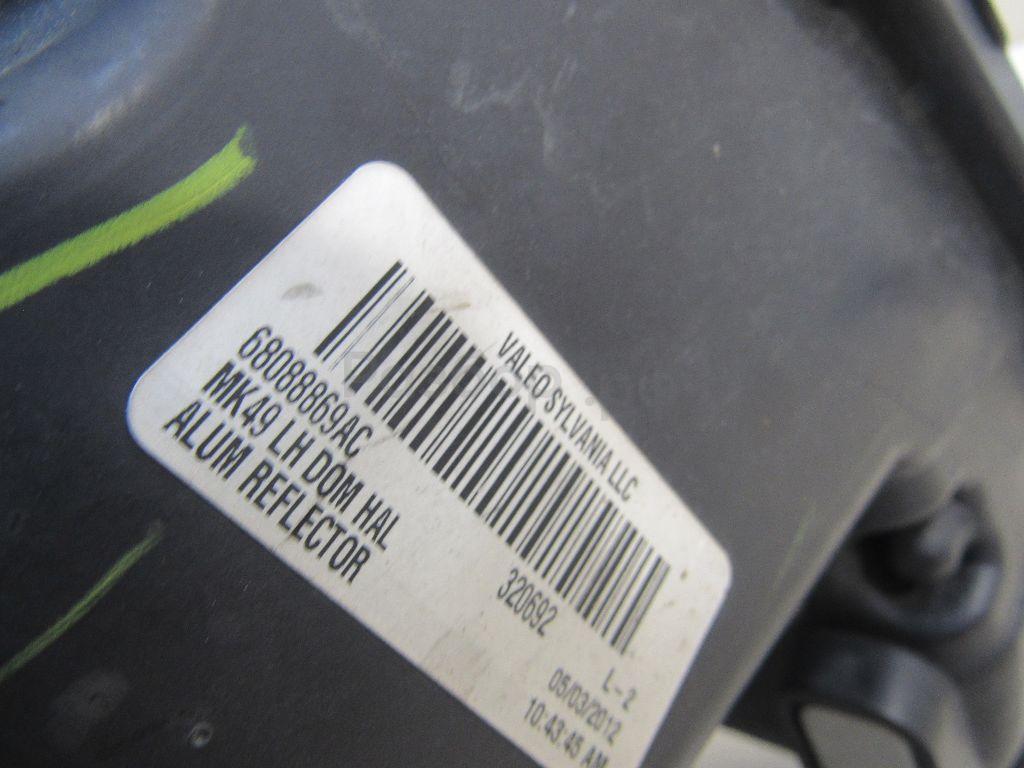 VALEO SYLVANIA LLC
68088869AC
MK49 LH DOM HAL
ALUM REFLECTOR
320692
L-2
05/03/2012
10:43:45 AM